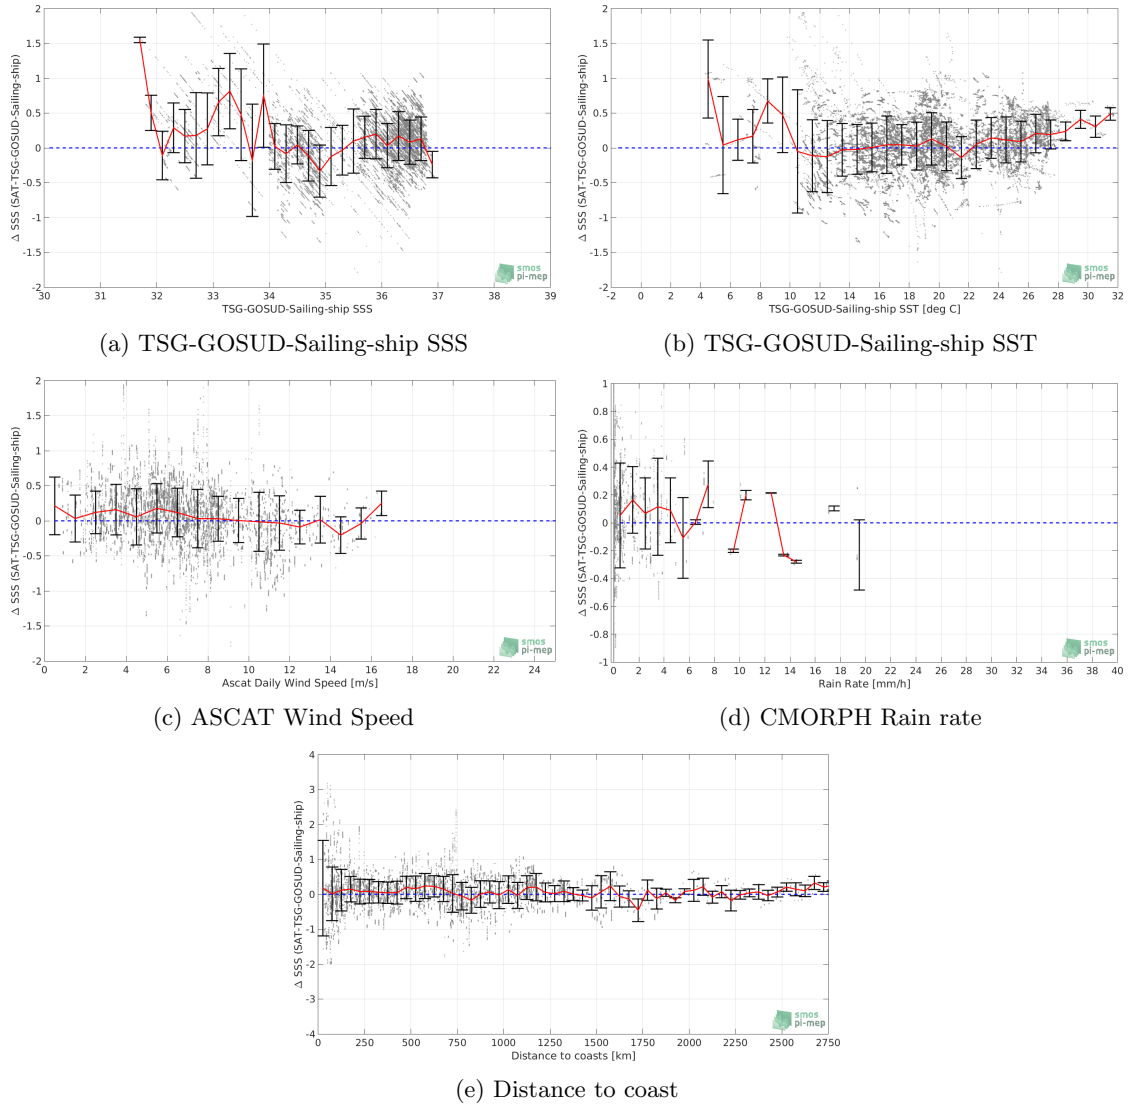 Δ SSS (SAT-TSG-GOSUD-Sailing-ship)
2
1.5
1
0.5
0
-0.5
-1
-1.5
-2
30 31 32 33 34 35 36 37 38 39
TSG-GOSUD-Sailing-ship SSS
smos
pi-mep
(a) TSG-GOSUD-Sailing-ship SSS
Δ SSS (SAT-TSG-GOSUD-Sailing-ship)
2
1.5
1
0.5
0
-0.5
-1
-1.5
-2
-2 0 2 4 6 8 10 12 14 16 18 20 22 24 26 28 30 32
TSG-GOSUD-Sailing-ship SST [deg C]
smos
pi-mep
(b) TSG-GOSUD-Sailing-ship SST
Δ SSS (SAT-TSG-GOSUD-Sailing-ship)
2
1.5
1
0.5
0
-0.5
-1
-1.5
-2
0 2 4 6 8 10 12 14 16 18 20 22 24
Ascat Daily Wind Speed [m/s]
smos
pi-mep
(c) ASCAT Wind Speed
Δ SSS (SAT-TSG-GOSUD-Sailing-ship)
1
0.8
0.6
0.4
0.2
0
-0.2
-0.4
-0.6
-0.8
-1
0 2 4 6 8 10 12 14 16 18 20 22 24 26 28 30 32 34 36 38 40
Rain Rate [mm/h]
smos
pi-mep
(d) CMORPH Rain rate
Δ SSS (SAT-TSG-GOSUD-Sailing-ship)
4
3
2
1
0
-1
-2
-3
-4
0 250 500 750 1000 1250 1500 1750 2000 2250 2500 2750
Distance to coasts [km]
smos
pi-mep
(e) Distance to coast